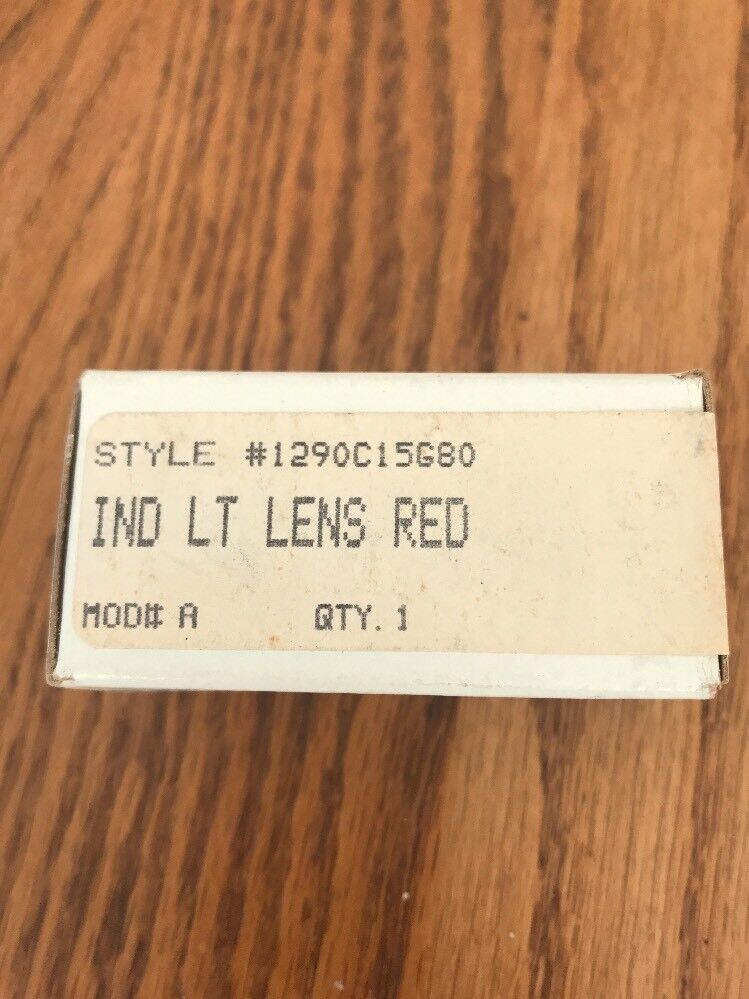 STYLE #1290C15G80
IND LT LENS RED
MOD# A QTY. 1